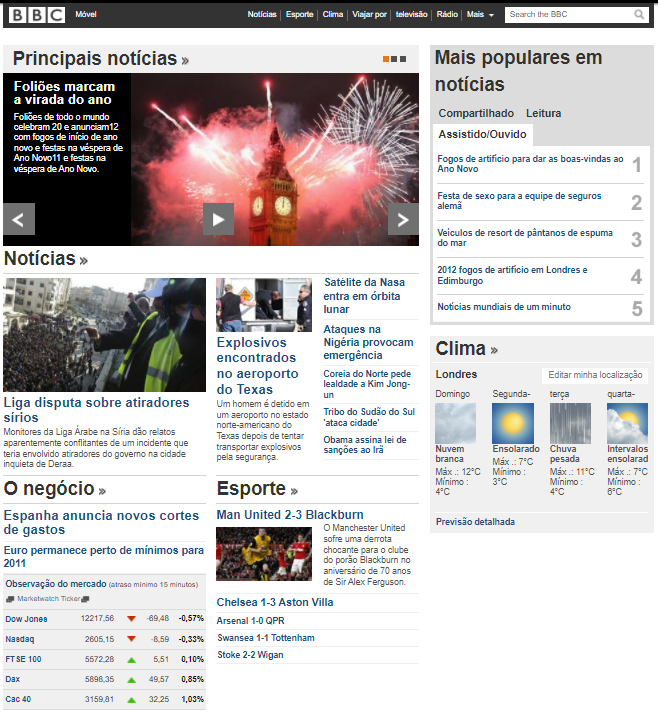 BBC Móvel Notícias Esporte Clima Viajar por televisão Rádio Mais Search the BBC
Principais notícias »
Foliões marcam
a virada do ano
Foliões de todo o mundo
celebram 20 e anunciam12
com fogos de início de ano
novo e festas na véspera de
Ano Novo11 e festas na
véspera de Ano Novo.
Notícias »
Liga disputa sobre atiradores
sírios
Monitores da Liga Árabe na Síria dão relatos
aparentemente conflitantes de um incidente que
teria envolvido atiradores do governo na cidade
inquieta de Deraa.
Explosivos
encontrados
no aeroporto
do Texas
Um homem é detido em
um aeroporto no estado
norte-americano do
Texas depois de tentar
transportar explosivos
pela segurança.
Satélite da Nasa
entra em órbita
lunar
Ataques na
Nigéria provocam
emergência
Coreia do Norte pede
lealdade a Kim Jong-
un
Tribo do Sudão do Sul
'ataca cidade'
Obama assina lei de
sanções ao Irã
O negócio »
Espanha anuncia novos cortes
de gastos
Euro permanece perto de mínimos para
2011
Observação do mercado (atraso mínimo 15 minutos)
Marketwatch Ticker
Dow Jones 12217,56 -69,48 -0,57%
Nasdaq 2605,15 -8,59 -0,33%
FTSE 100 5572,28 5,51 0,10%
Dax 5898,35 49,57 0,85%
Cac 40 3159,81 32,25 1,03%
Esporte »
Man United 2-3 Blackburn
O Manchester United
sofre uma derrota
chocante para o clube
do porão Blackburn no
aniversário de 70 anos
de Sir Alex Ferguson.
Chelsea 1-3 Aston Villa
Arsenal 1-0 QPR
Swansea 1-1 Tottenham
Stoke 2-2 Wigan
Mais populares em
notícias
Compartilhado Leitura
Assistido/Ouvido
Fogos de artifício para dar as boas-vindas ao
Ano Novo 1
Festa de sexo para a equipe de seguros
alemã 2
Veículos de resort de pântanos de espuma
do mar 3
2012 fogos de artifício em Londres e
Edimburgo 4
Notícias mundiais de um minuto 5
Clima »
Londres Editar minha localização
Domingo Segunda- terça quarta-
Nuvem
branca
Máx .: 12°C
Mínimo :
4°C
Ensolarado
Máx .: 7°C
Mínimo :
3°C
Chuva
pesada
Máx .: 11°C
Mínimo :
4°C
Intervalos
ensolarad
Máx .: 7°C
Mínimo :
6°C
Previsão detalhada